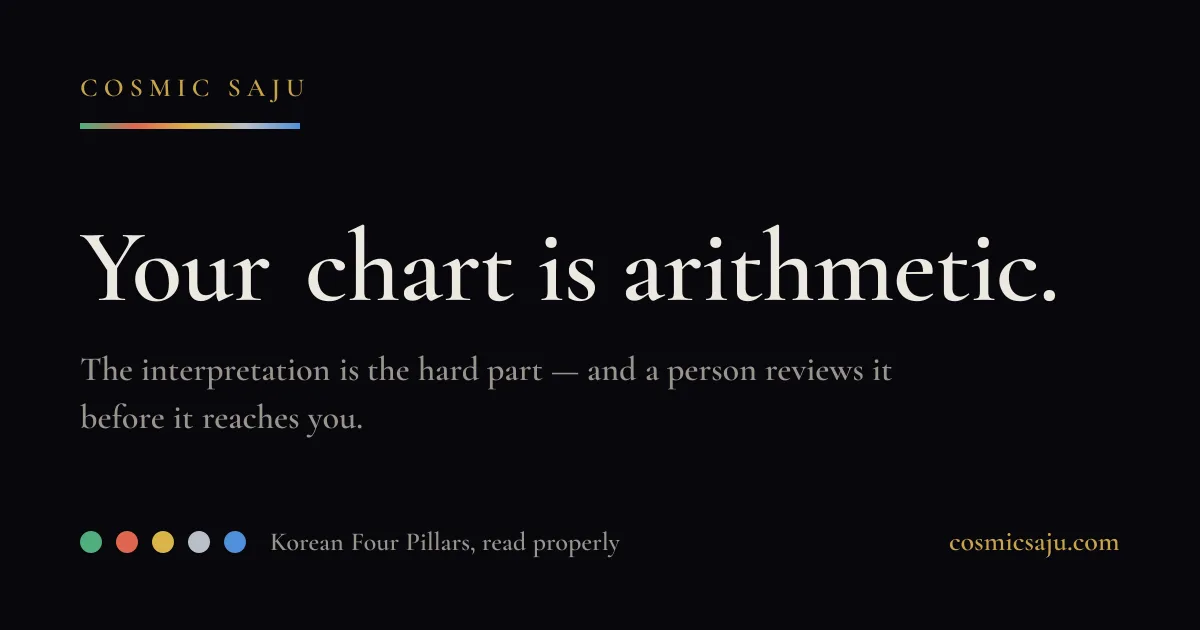 COSMIC SAJU
Your chart is arithmetic.
The interpretation is the hard part — and a person reviews it
before it reaches you.
Korean Four Pillars, read properly
cosmicsaju.com